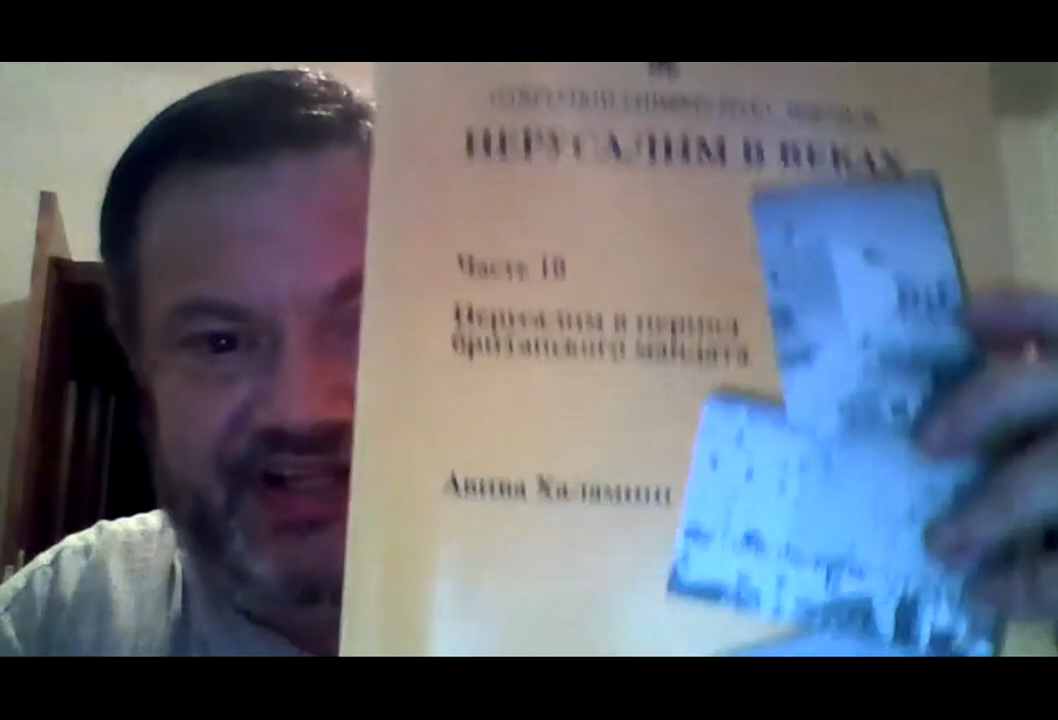 ИЕРУСАЛИМ В ВЕКАХ
Часть 10
Иерусалим в период
британского мандата
Авива Халамиш